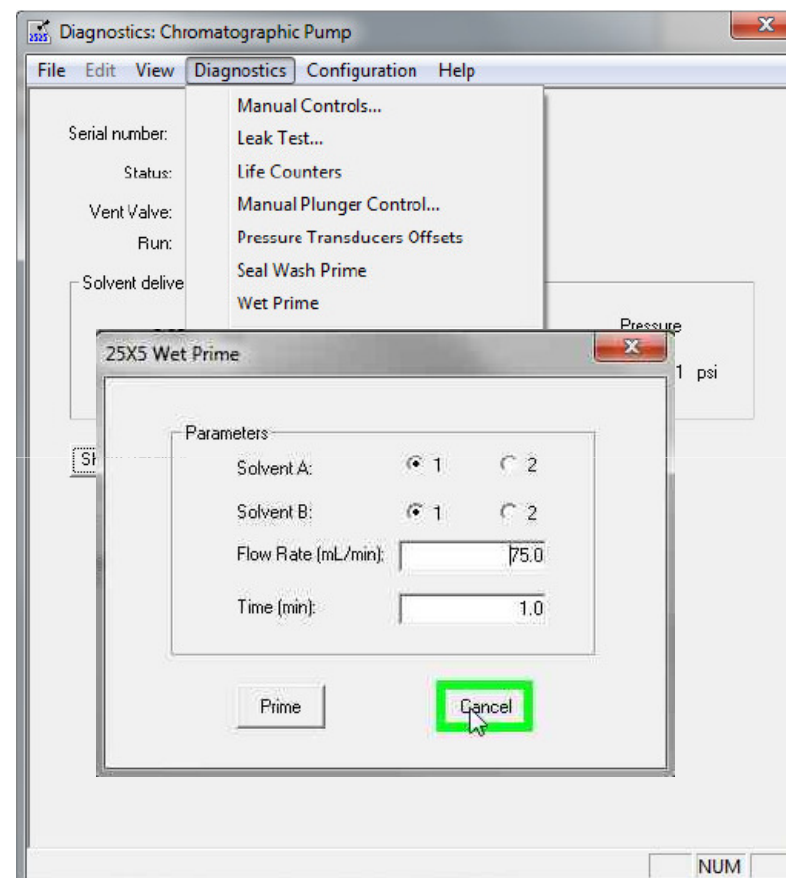 2525 Diagnostics: Chromatographic Pump
File Edit View Diagnostics Configuration Help
Manual Controls...
Serial number: Leak Test...
Status: Life Counters
Vent Valve: Manual Plunger Control...
Run: Pressure Transducers Offsets
Solvent delive Seal Wash Prime
Wet Prime
Pressure
25X5 Wet Prime
1 psi
Parameters
Solvent A: 1 2
Solvent B: 1 2
Flow Rate (mL/min): 75.0
Time (min): 1.0
Prime Cancel
NUM